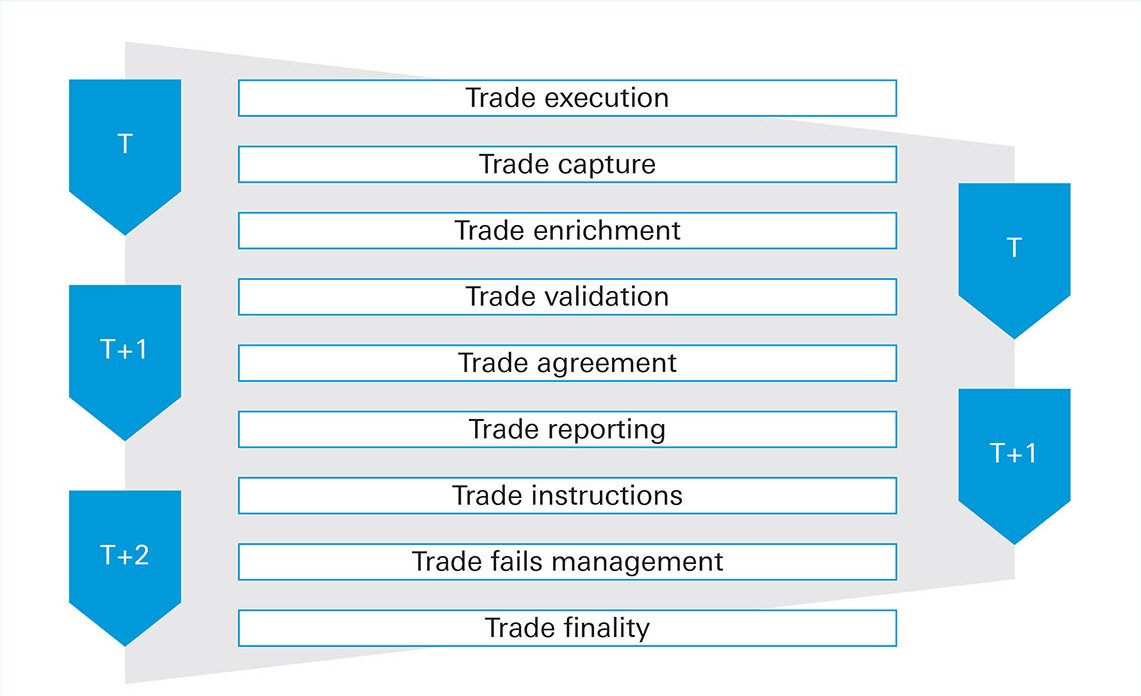 Trade execution
T
Trade capture
Trade enrichment
T
Trade validation
T+1
Trade agreement
Trade reporting
T+1
Trade instructions
T+2
Trade fails management
Trade finality